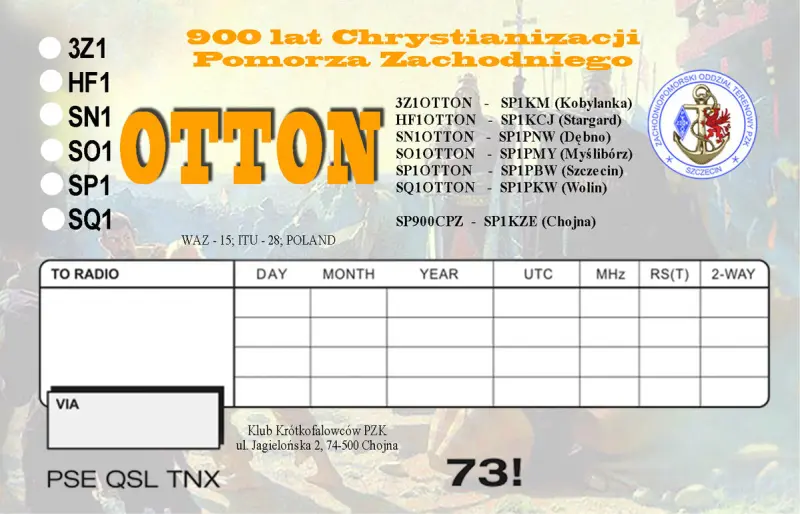 900 lat Chrystianizacji
Pomorza Zachodniego
3Z1
HF1
SN1
SO1
SP1
SQ1
OTTON
3Z1OTTON - SP1KM (Kobylanka)
HF1OTTON - SP1KCJ (Stargard)
SN1OTTON - SP1PNW (Dębno)
SO1OTTON - SP1PMY (Myślibórz)
SP1OTTON - SP1PBW (Szczecin)
SQ1OTTON - SP1PKW (Wolin)
SP900CPZ - SP1KZE (Chojna)
ZACHODNIOPOMORSKI ODDZIAŁ TERENOWY PZK
SZCZECIN
WAZ - 15; ITU - 28; POLAND
TO RADIO DAY MONTH YEAR UTC MHz RS(T) 2-WAY
VIA
Klub Krótkofalowców PZK
ul. Jagielońska 2, 74-500 Chojna
PSE QSL TNX
73!